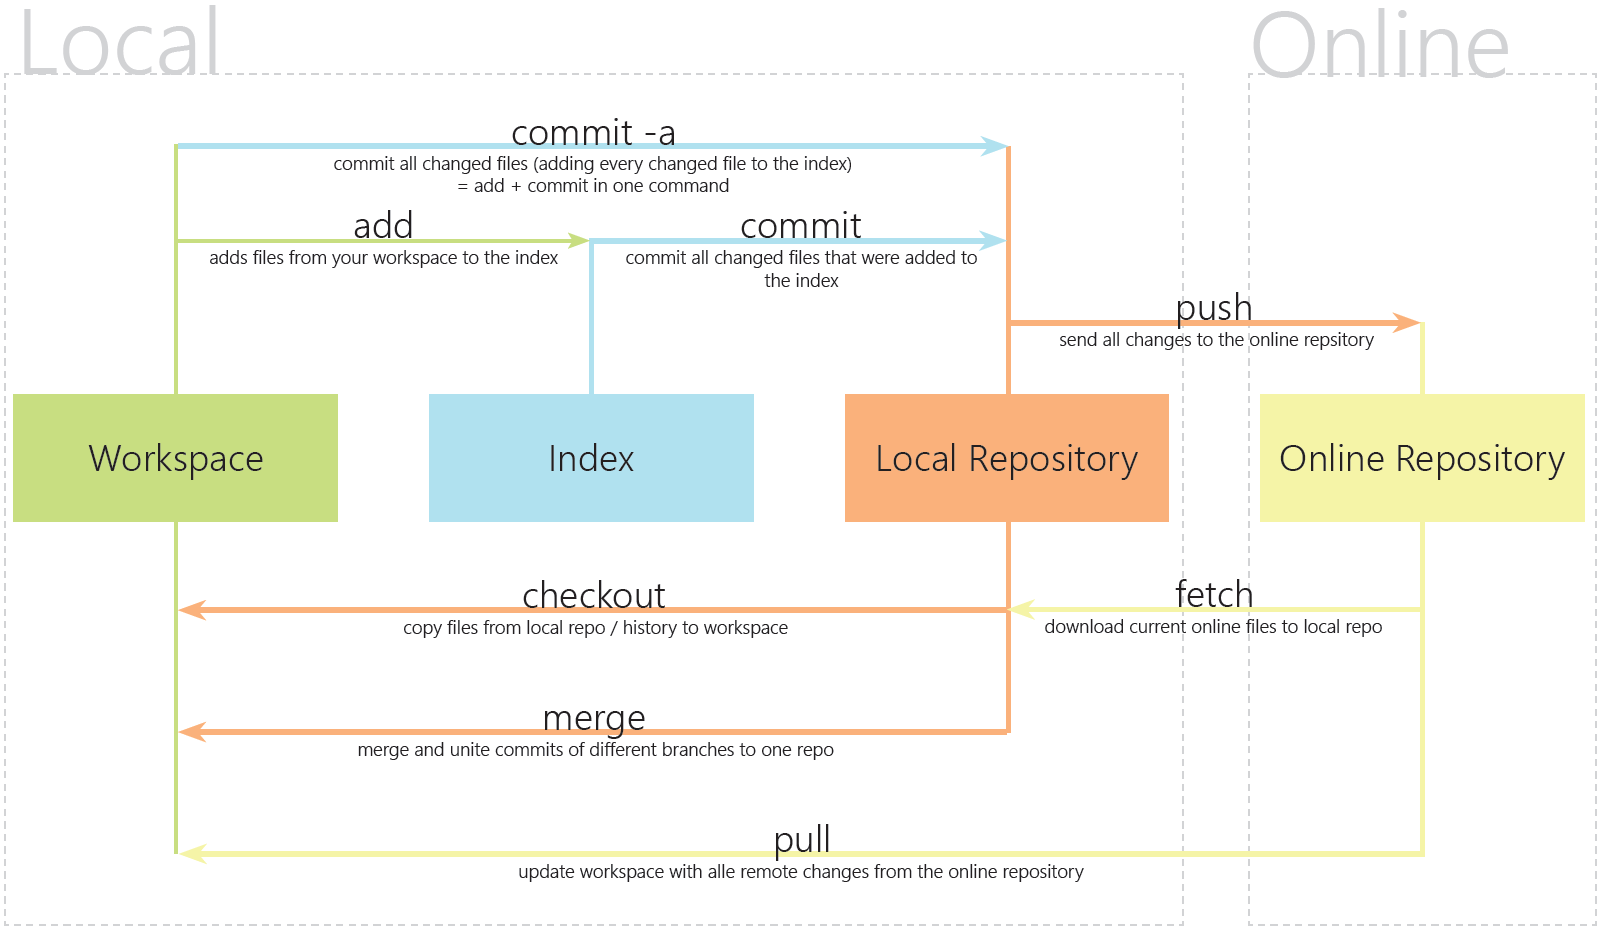 Local
Online
commit -a
commit all changed files (adding every changed file to the index)
= add + commit in one command
add
adds files from your workspace to the index
commit
commit all changed files that were added to
the index
push
send all changes to the online repsitory
Workspace
Index
Local Repository
Online Repository
checkout
copy files from local repo / history to workspace
fetch
download current online files to local repo
merge
merge and unite commits of different branches to one repo
pull
update workspace with alle remote changes from the online repository